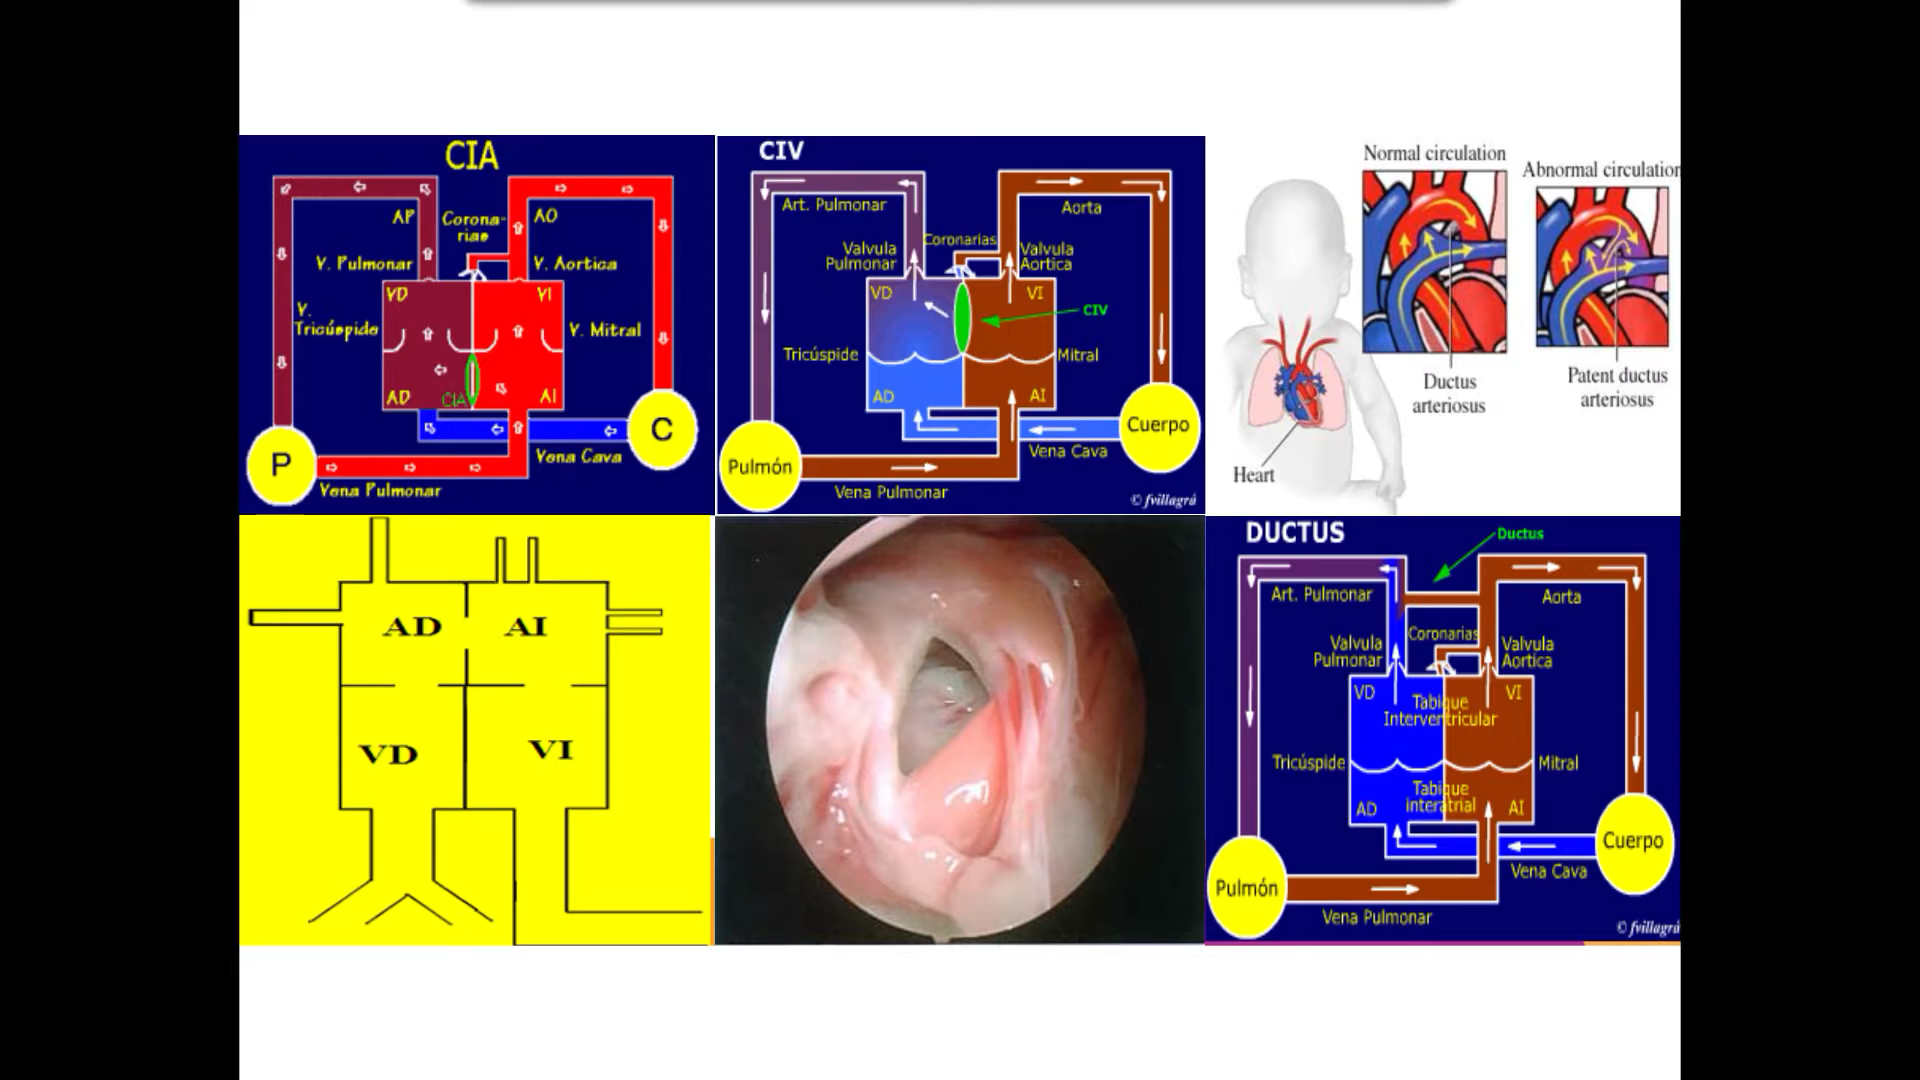 CIA
AP
Corona-
rias
AO
V. Pulmonar
V. Aortica
VD
VI
V.
Tricúspide
V. Mitral
AD
CIA
AI
P
C
Vena Cava
Vena Pulmonar
CIV
Art. Pulmonar
Aorta
Valvula
Pulmonar
Coronarias
Valvula
Aortica
VD
VI
CIV
Tricúspide
Mitral
AD
AI
Pulmón
Cuerpo
Vena Cava
Vena Pulmonar
© fvillagrá
Normal circulation
Abnormal circulation
Ductus
arteriosus
Patent ductus
arteriosus
Heart
AD
AI
VD
VI
DUCTUS
Ductus
Art. Pulmonar
Aorta
Valvula
Pulmonar
Coronarias
Valvula
Aortica
VD
VI
Tabique
Interventricular
Tricúspide
Mitral
Tabique
interatrial
AD
AI
Pulmón
Cuerpo
Vena Cava
Vena Pulmonar
© fvillagrá